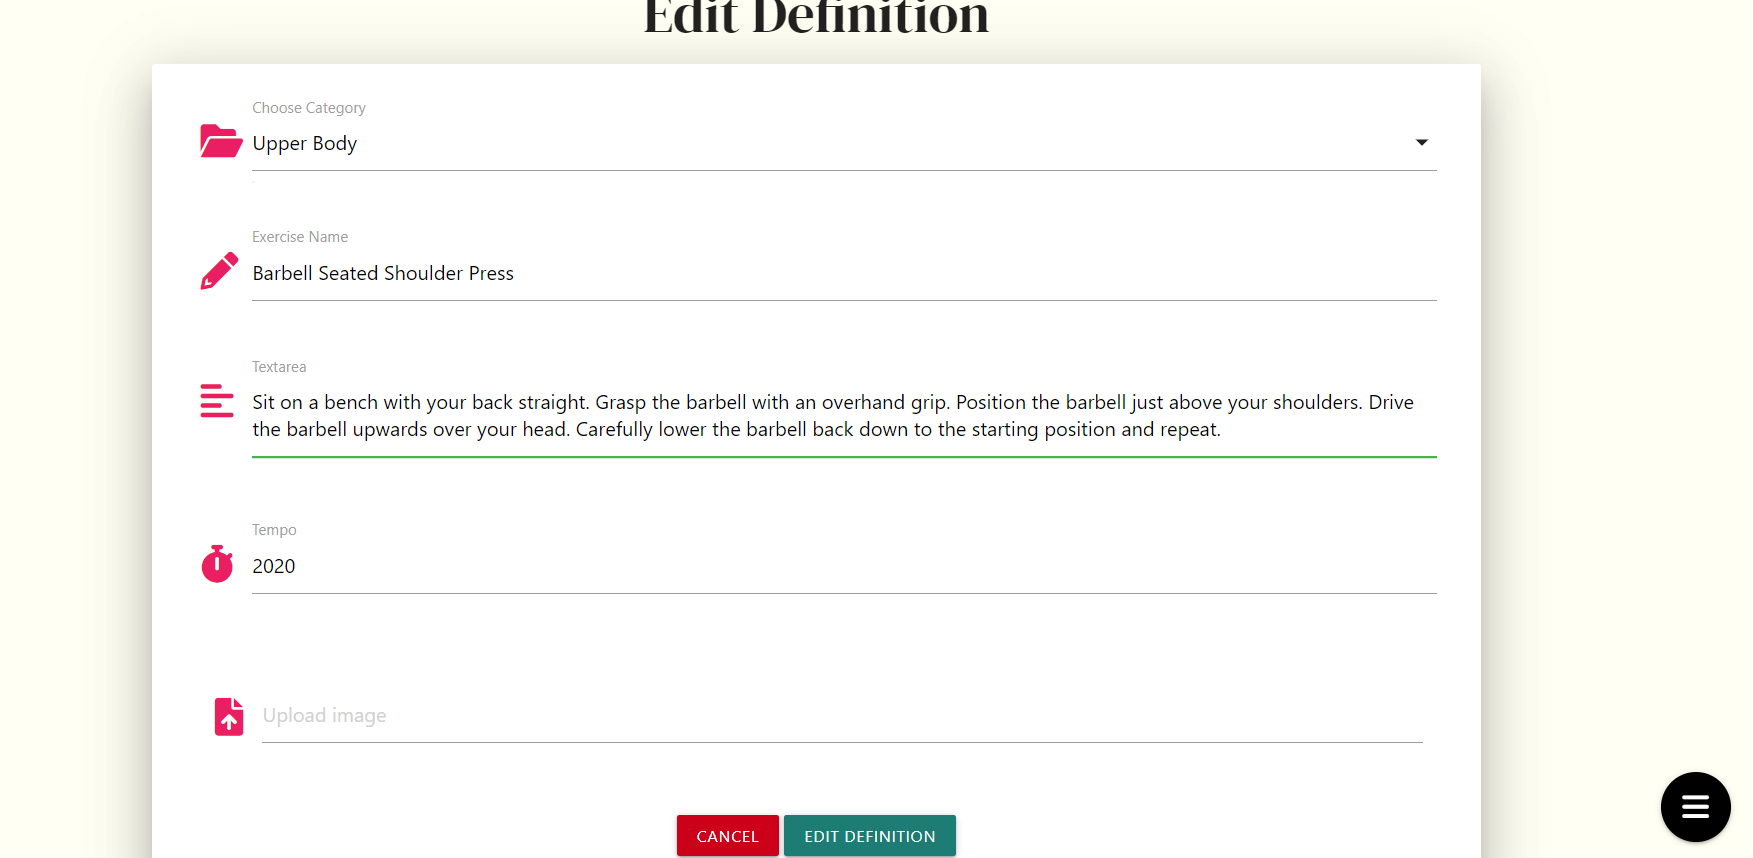 Edit Definition
Choose Category
Upper Body
Exercise Name
Barbell Seated Shoulder Press
Textarea
Sit on a bench with your back straight. Grasp the barbell with an overhand grip. Position the barbell just above your shoulders. Drive
the barbell upwards over your head. Carefully lower the barbell back down to the starting position and repeat.
Tempo
2020
Upload image
CANCEL
EDIT DEFINITION